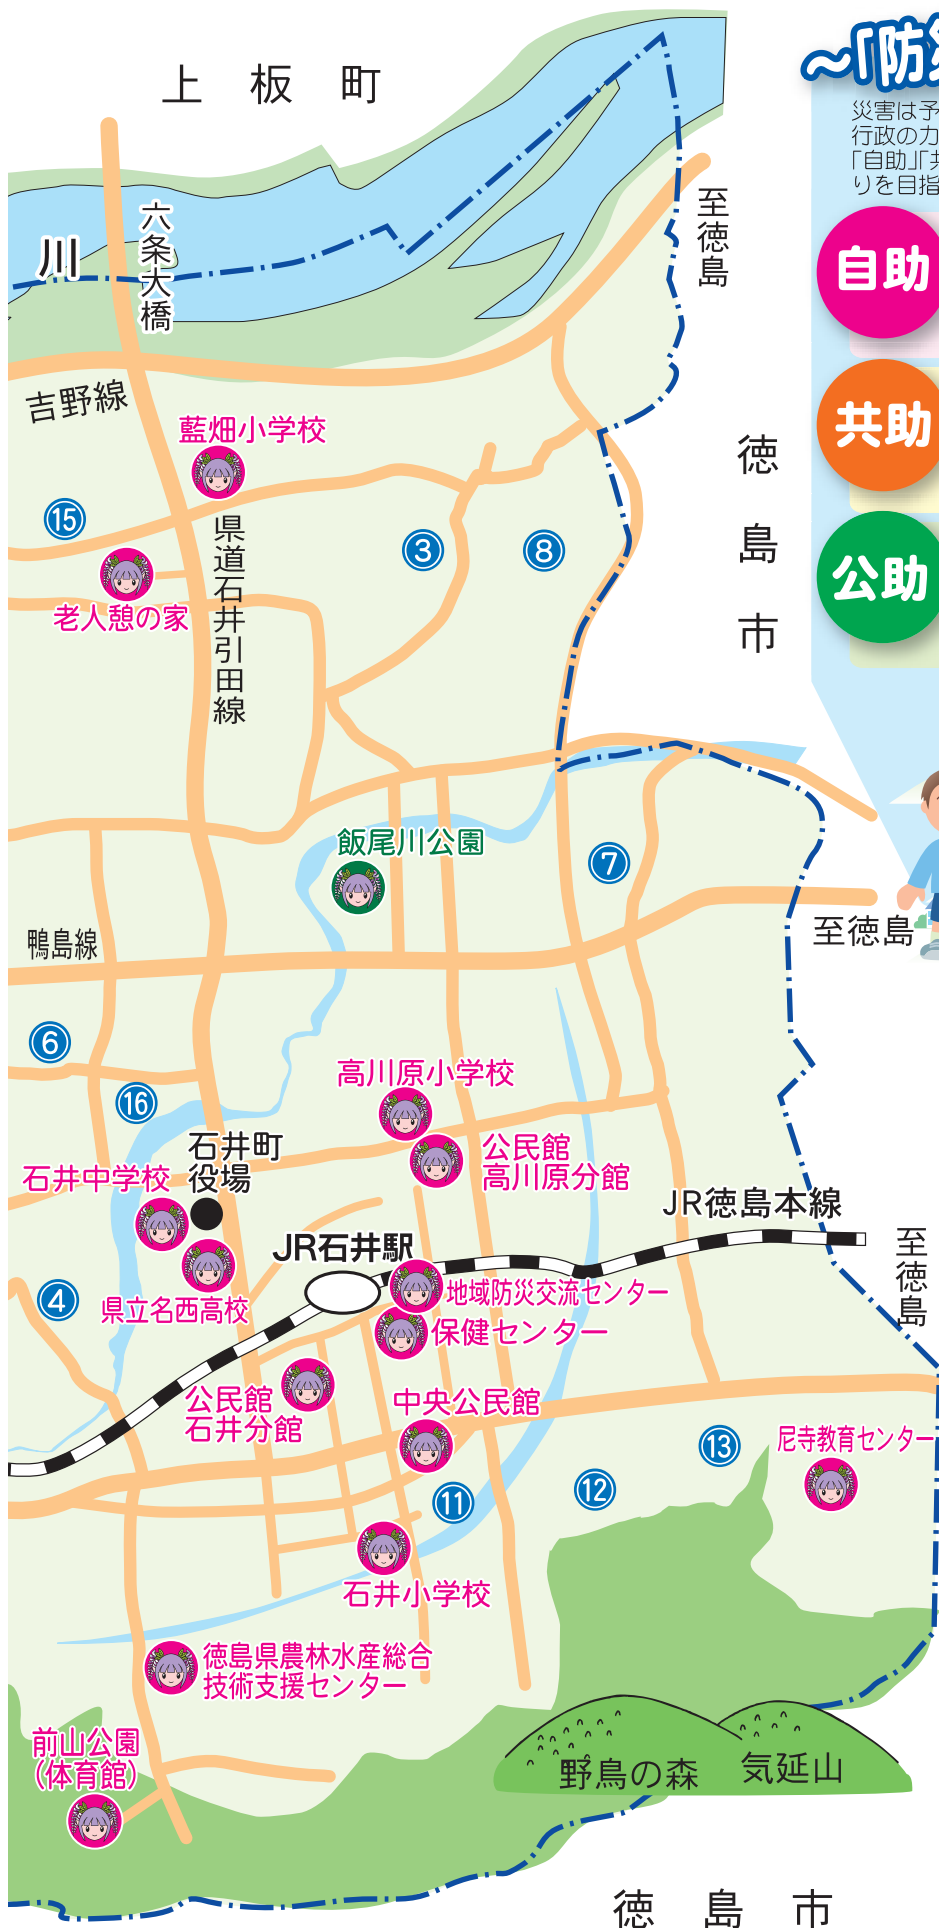 上板町
～「防災
災害は予
行政の力
「自助」「共
りを目指
自助
共助
公助
至徳島
六条大橋
川
吉野線
藍畑小学校
徳島市
⑮
③
⑧
県道石井引田線
老人憩の家
飯尾川公園
⑦
鴨島線
至徳島
⑥
⑯
高川原小学校
公民館
高川原分館
石井町
役場
石井中学校
JR徳島本線
JR石井駅
至徳島
県立名西高校
④
地域防災交流センター
保健センター
公民館
石井分館
中央公民館
⑬
尼寺教育センター
⑪
⑫
石井小学校
徳島県農林水産総合
技術支援センター
前山公園
(体育館)
野鳥の森
気延山
徳島市